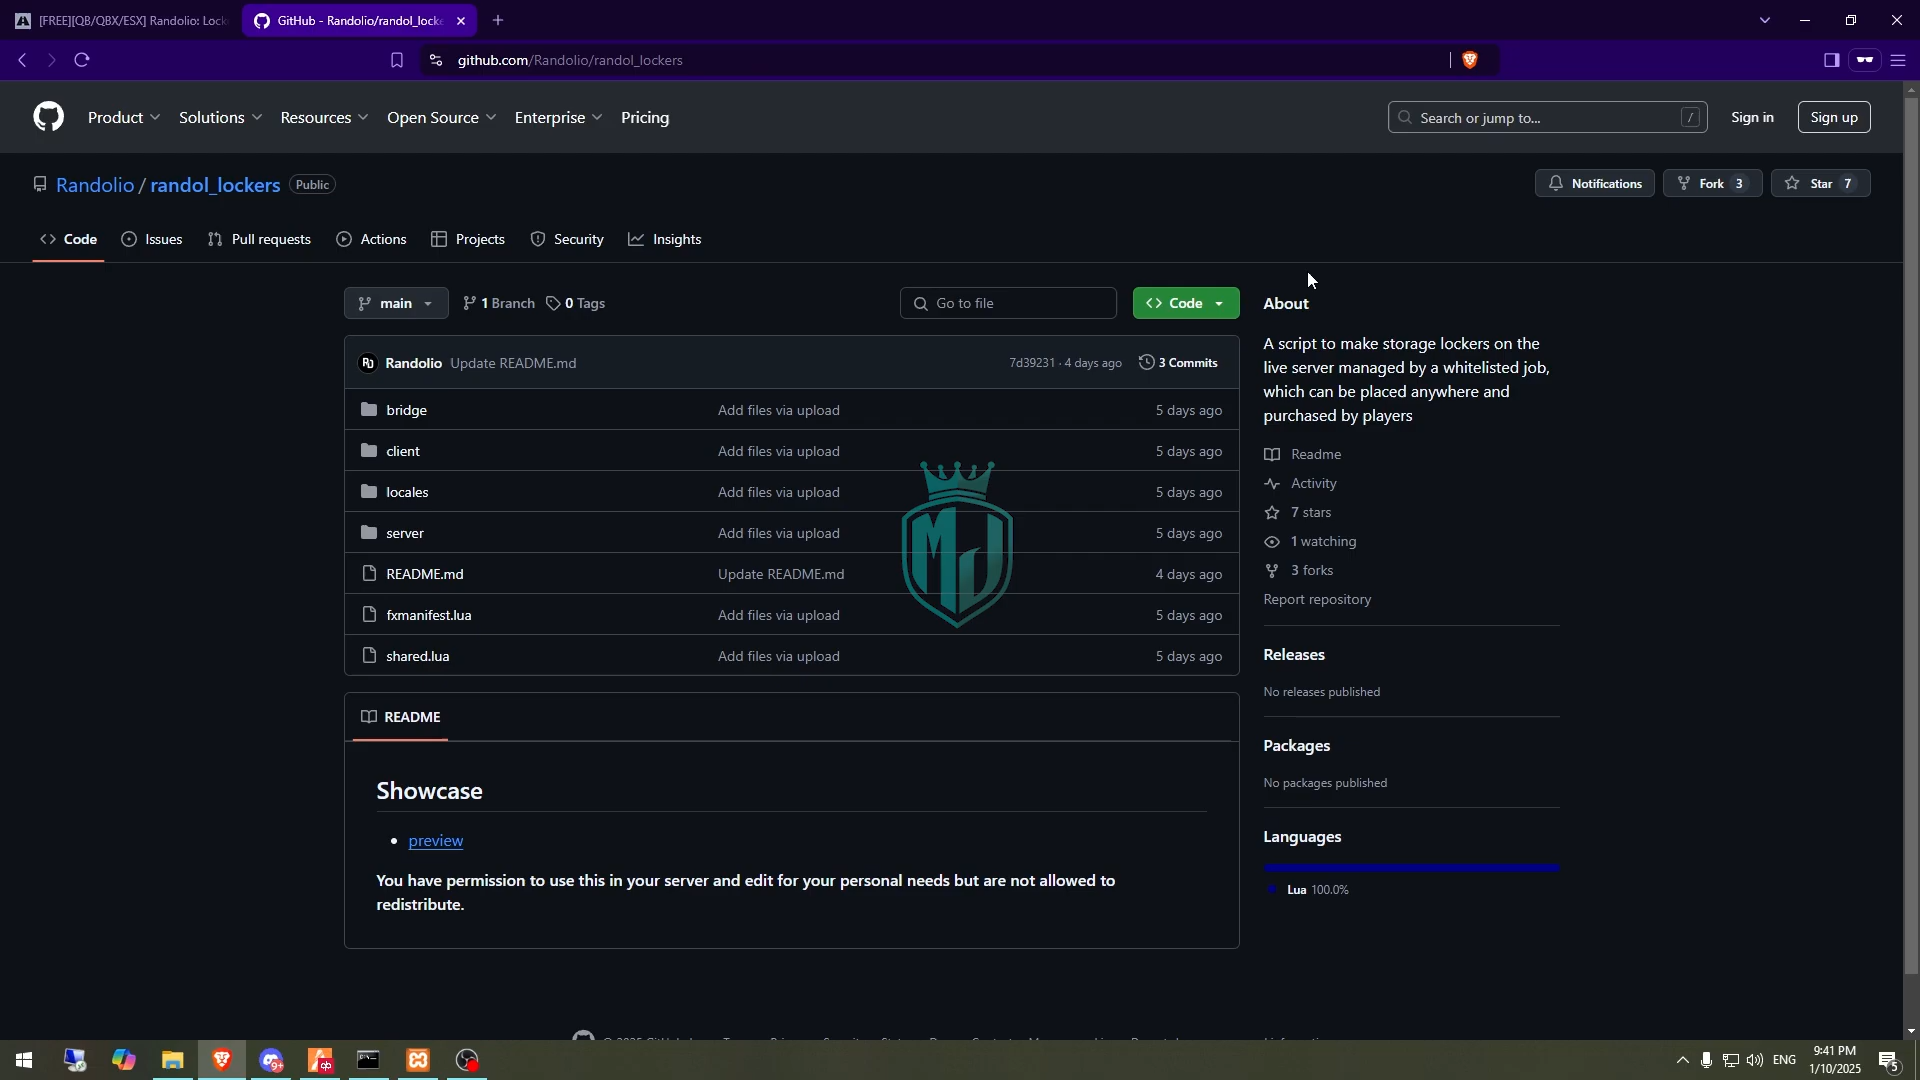 [FREE][QB/QBX/ESX] Randolio: Lock
GitHub - Randolio/randol_locke
github.com/Randolio/randol_lockers
Product
Solutions
Resources
Open Source
Enterprise
Pricing
Search or jump to...
/
Sign in
Sign up
Randolio / randol_lockers
Public
Notifications
Fork 3
Star 7
Code
Issues
Pull requests
Actions
Projects
Security
Insights
main
1 Branch
0 Tags
Go to file
Code
Randolio Update README.md 7d39231 · 4 days ago 3 Commits
bridge Add files via upload 5 days ago
client Add files via upload 5 days ago
locales Add files via upload 5 days ago
server Add files via upload 5 days ago
README.md Update README.md 4 days ago
fxmanifest.lua Add files via upload 5 days ago
shared.lua Add files via upload 5 days ago
MJ
README
Showcase
preview
You have permission to use this in your server and edit for your personal needs but are not allowed to
redistribute.
About
A script to make storage lockers on the
live server managed by a whitelisted job,
which can be placed anywhere and
purchased by players
Readme
Activity
7 stars
1 watching
3 forks
Report repository
Releases
No releases published
Packages
No packages published
Languages
Lua 100.0%
ENG
9:41 PM
1/10/2025
5